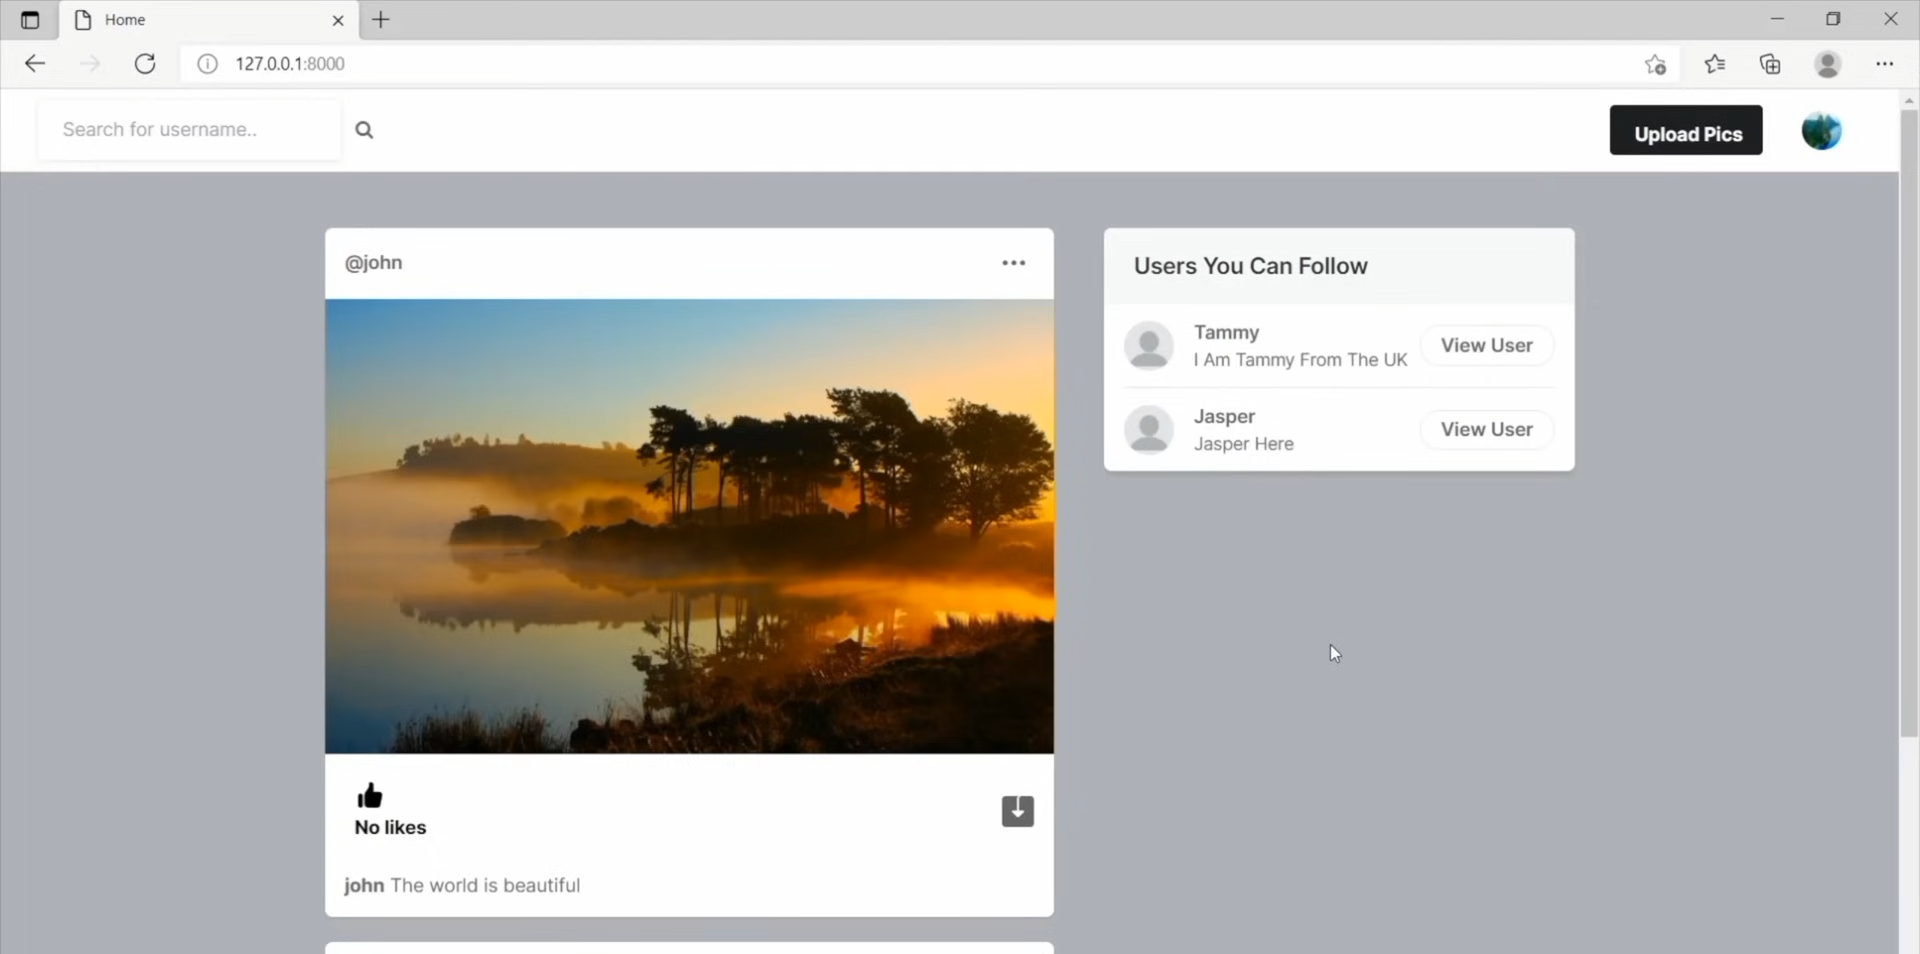 Home
127.0.0.1:8000
Search for username..
Upload Pics
@john
Users You Can Follow
Tammy
I Am Tammy From The UK
View User
Jasper
Jasper Here
View User
No likes
john The world is beautiful